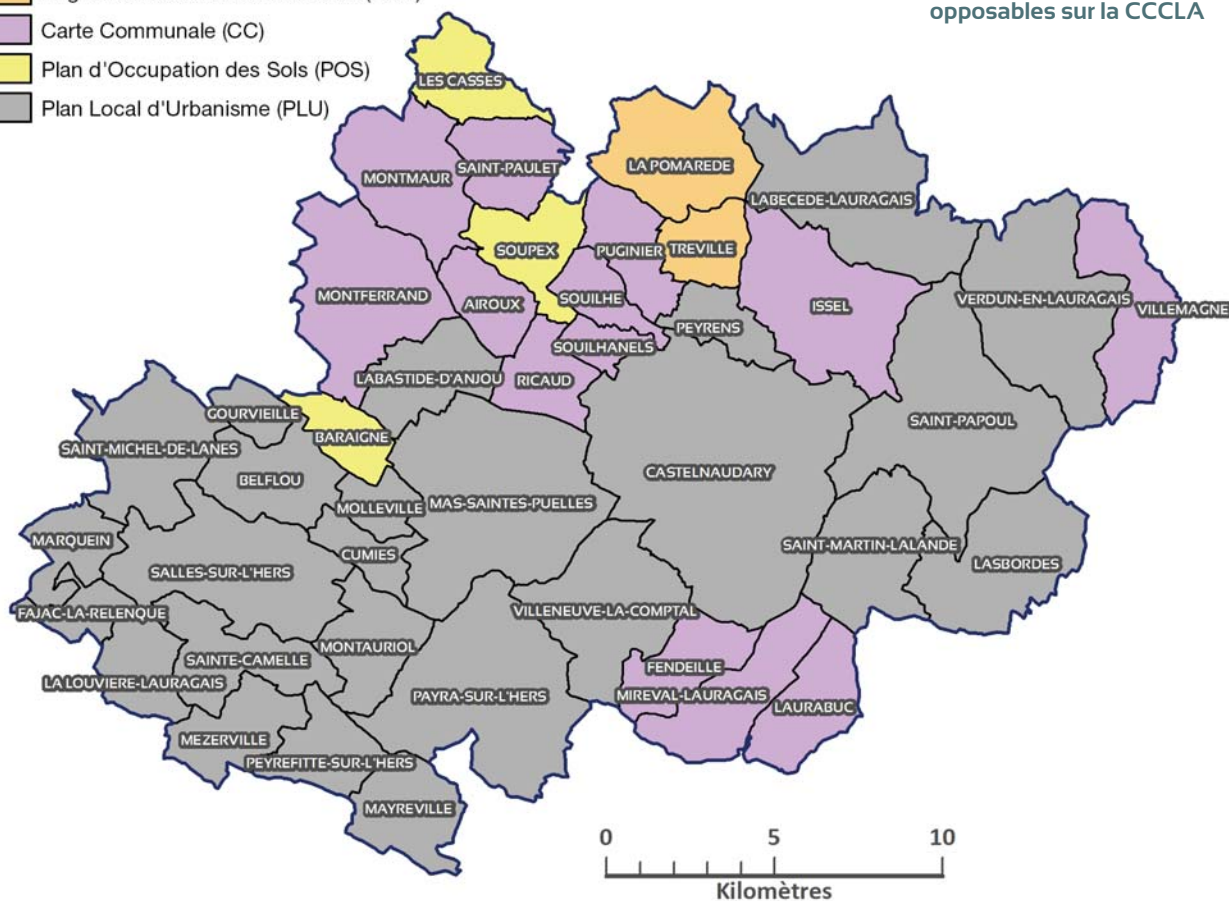 opposables sur la CCCLA
Carte Communale (CC)
Plan d'Occupation des Sols (POS)
Plan Local d'Urbanisme (PLU)
LES CASSES
MONTMAUR
SAINT-PAULET
LA POMAREDE
LABECEDE-LAURAGAIS
SOUPEX
PUGINIER
TREVILLE
MONTFERRAND
AIROUX
SOUILHE
ISSEL
VERDUN-EN-LAURAGAIS
VILLEMAGNE
PEYRENS
SOUILHANELS
LABASTIDE-D'ANJOU
RICAUD
GOURVIEILLE
BARAIGNE
SAINT-PAPOUL
SAINT-MICHEL-DE-LANES
BELFLOU
CASTELNAUDARY
MOLLEVILLE
MAS-SAINTES-PUELLES
MARQUEIN
CUMIES
SAINT-MARTIN-LALANDE
LASBORDES
SALLES-SUR-L'HERS
FAJAC-LA-RELENQUE
VILLENEUVE-LA-COMPTAL
MONTAURIOL
SAINTE-CAMELLE
FENDEILLE
LA LOUVIERE-LAURAGAIS
PAYRA-SUR-L'HERS
MIREVAL-LAURAGAIS
LAURABUC
MEZERVILLE
PEYREFITTE-SUR-L'HERS
MAYREVILLE
0 5 10
Kilomètres